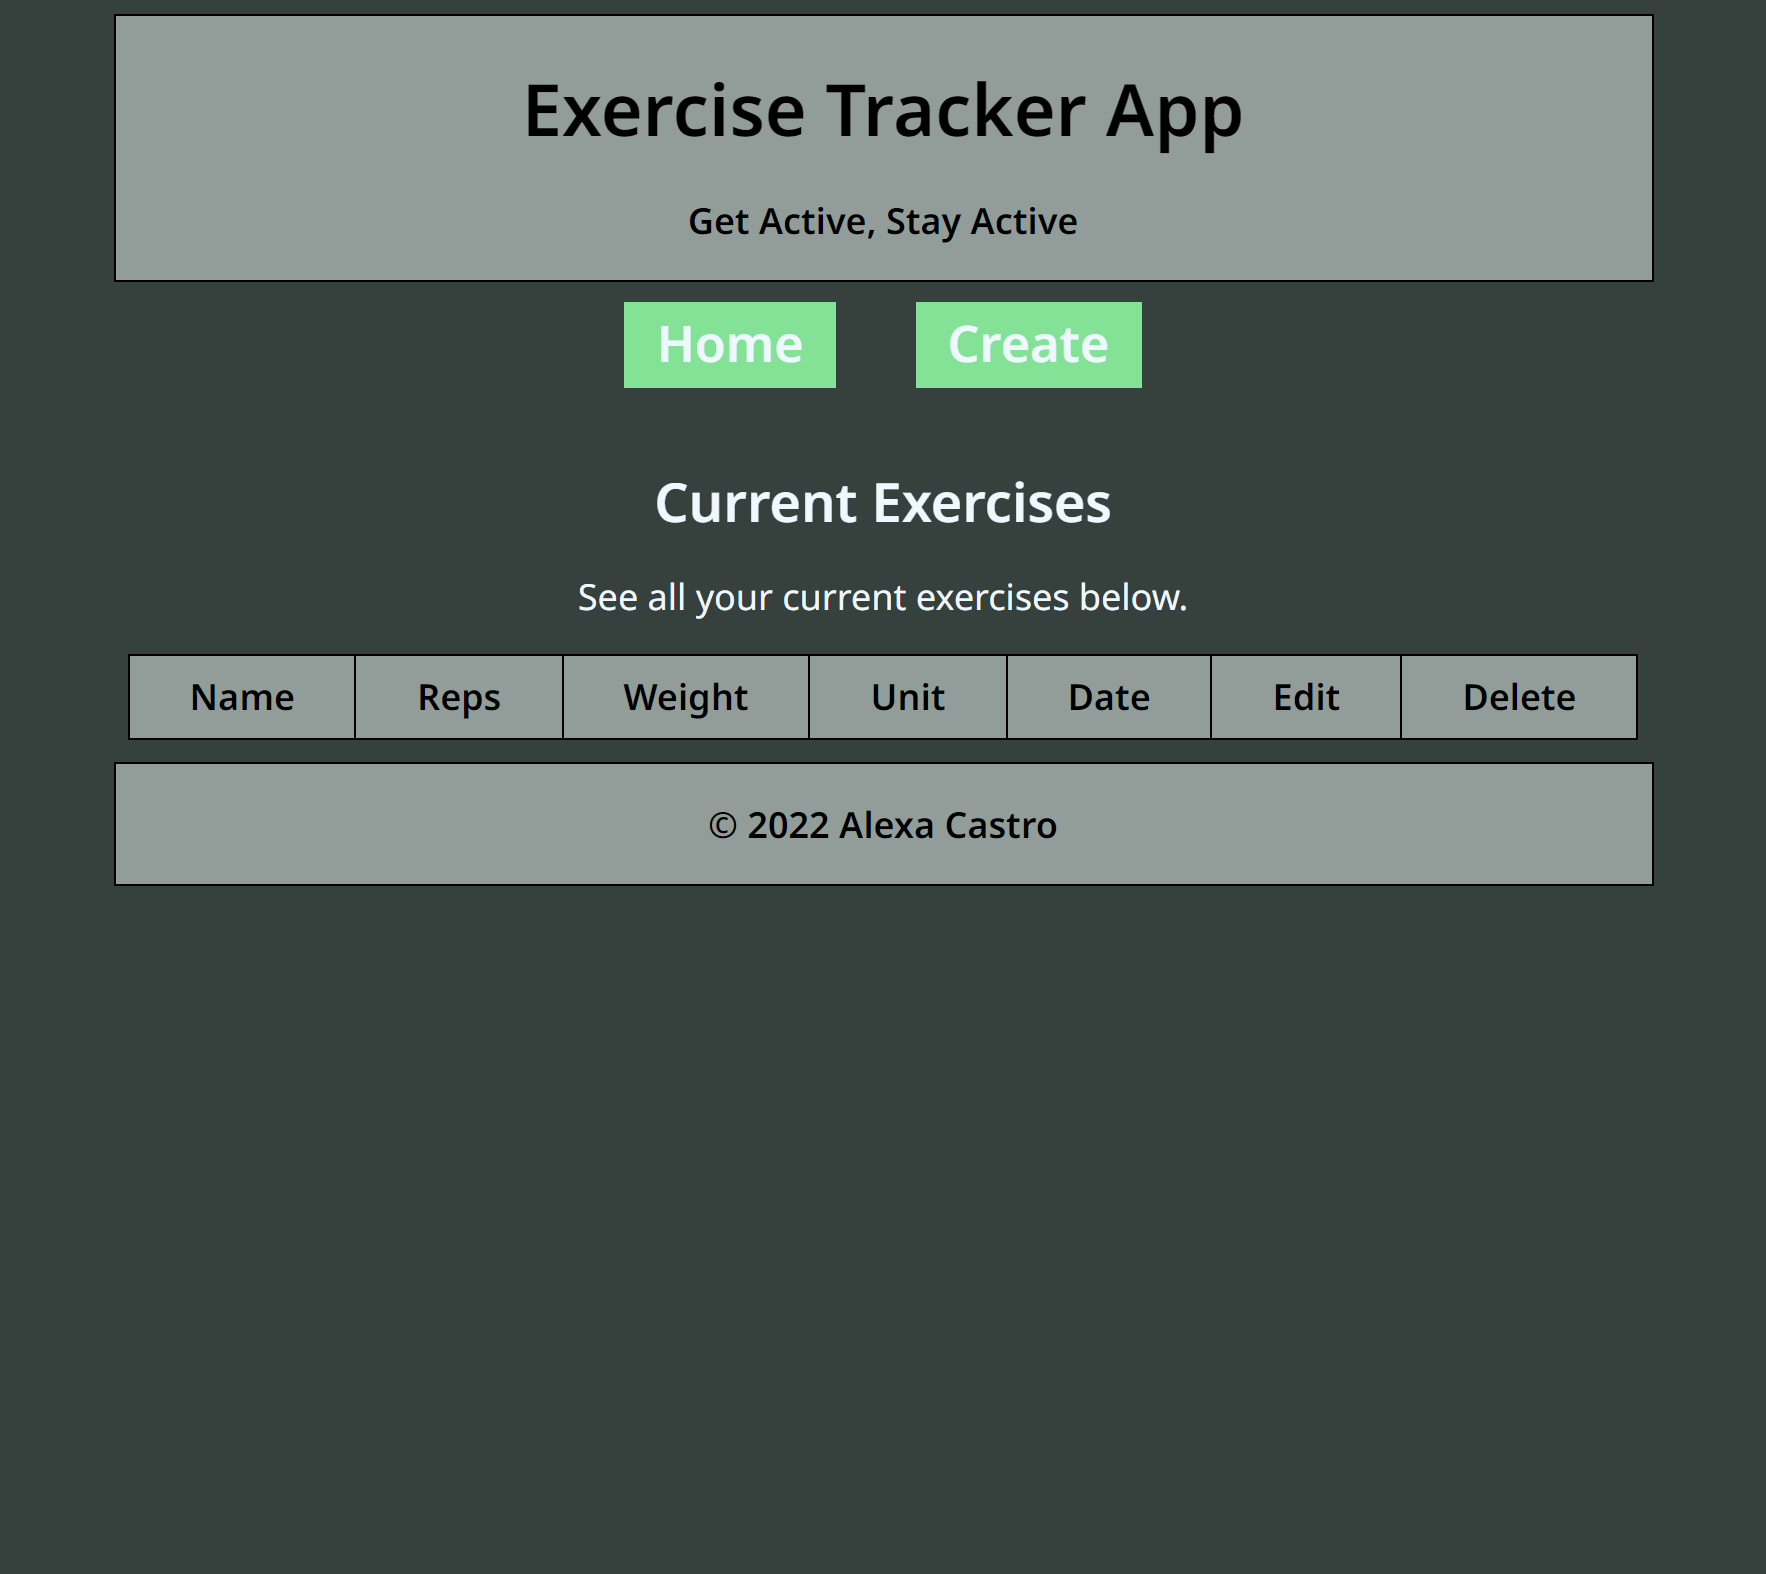 Exercise Tracker App
Get Active, Stay Active
Home Create
Current Exercises
See all your current exercises below.
Name Reps Weight Unit Date Edit Delete
© 2022 Alexa Castro